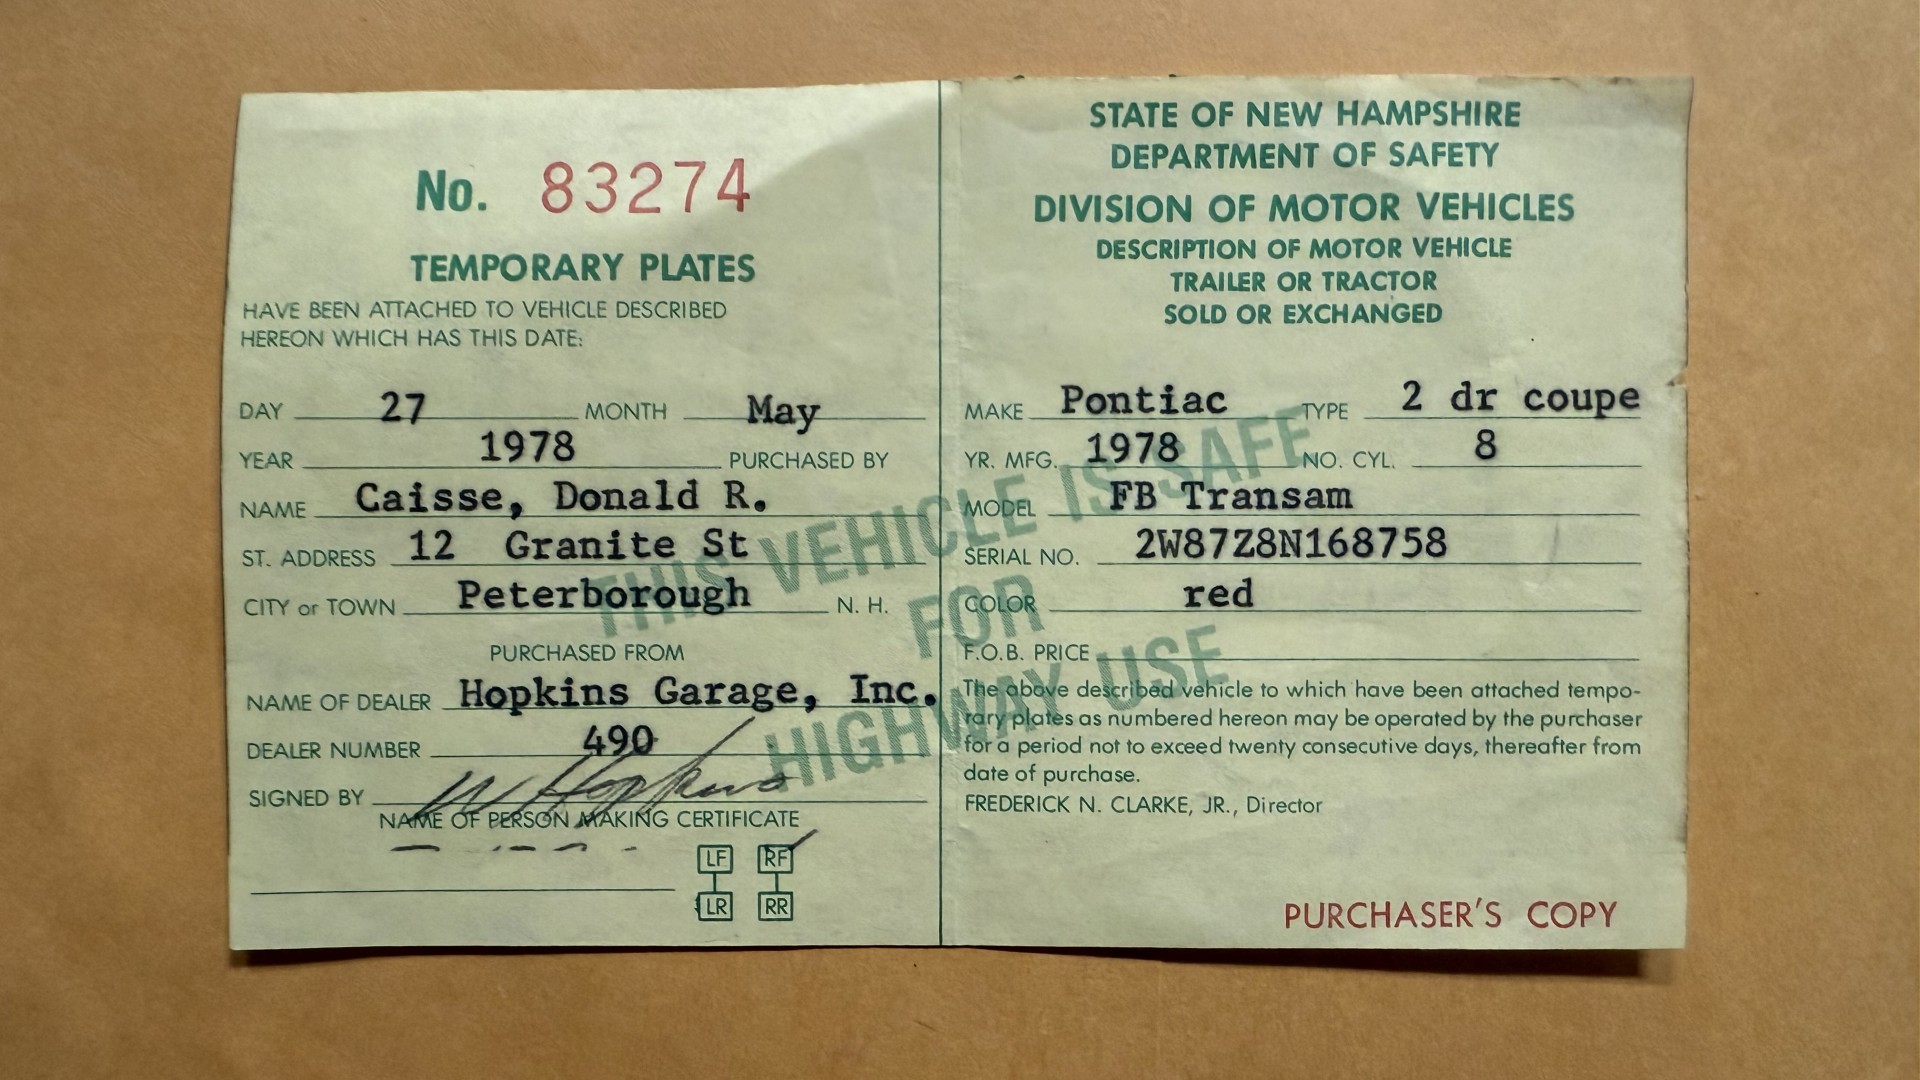 No. 83274
TEMPORARY PLATES
HAVE BEEN ATTACHED TO VEHICLE DESCRIBED
HEREON WHICH HAS THIS DATE:
DAY 27 MONTH May
YEAR 1978 PURCHASED BY
NAME Caisse, Donald R.
ST. ADDRESS 12 Granite St
CITY or TOWN Peterborough N. H.
PURCHASED FROM
NAME OF DEALER Hopkins Garage, Inc.
DEALER NUMBER 490
SIGNED BY W Hopkins
NAME OF PERSON MAKING CERTIFICATE
LF RF
LR RR
STATE OF NEW HAMPSHIRE
DEPARTMENT OF SAFETY
DIVISION OF MOTOR VEHICLES
DESCRIPTION OF MOTOR VEHICLE
TRAILER OR TRACTOR
SOLD OR EXCHANGED
MAKE Pontiac TYPE 2 dr coupe
YR. MFG. 1978 NO. CYL. 8
MODEL FB Transam
SERIAL NO. 2W87Z8N168758
COLOR red
F.O.B. PRICE
The above described vehicle to which have been attached tempo-
rary plates as numbered hereon may be operated by the purchaser
for a period not to exceed twenty consecutive days, thereafter from
date of purchase.
FREDERICK N. CLARKE, JR., Director
PURCHASER'S COPY
THIS VEHICLE IS SAFE
FOR
HIGHWAY USE